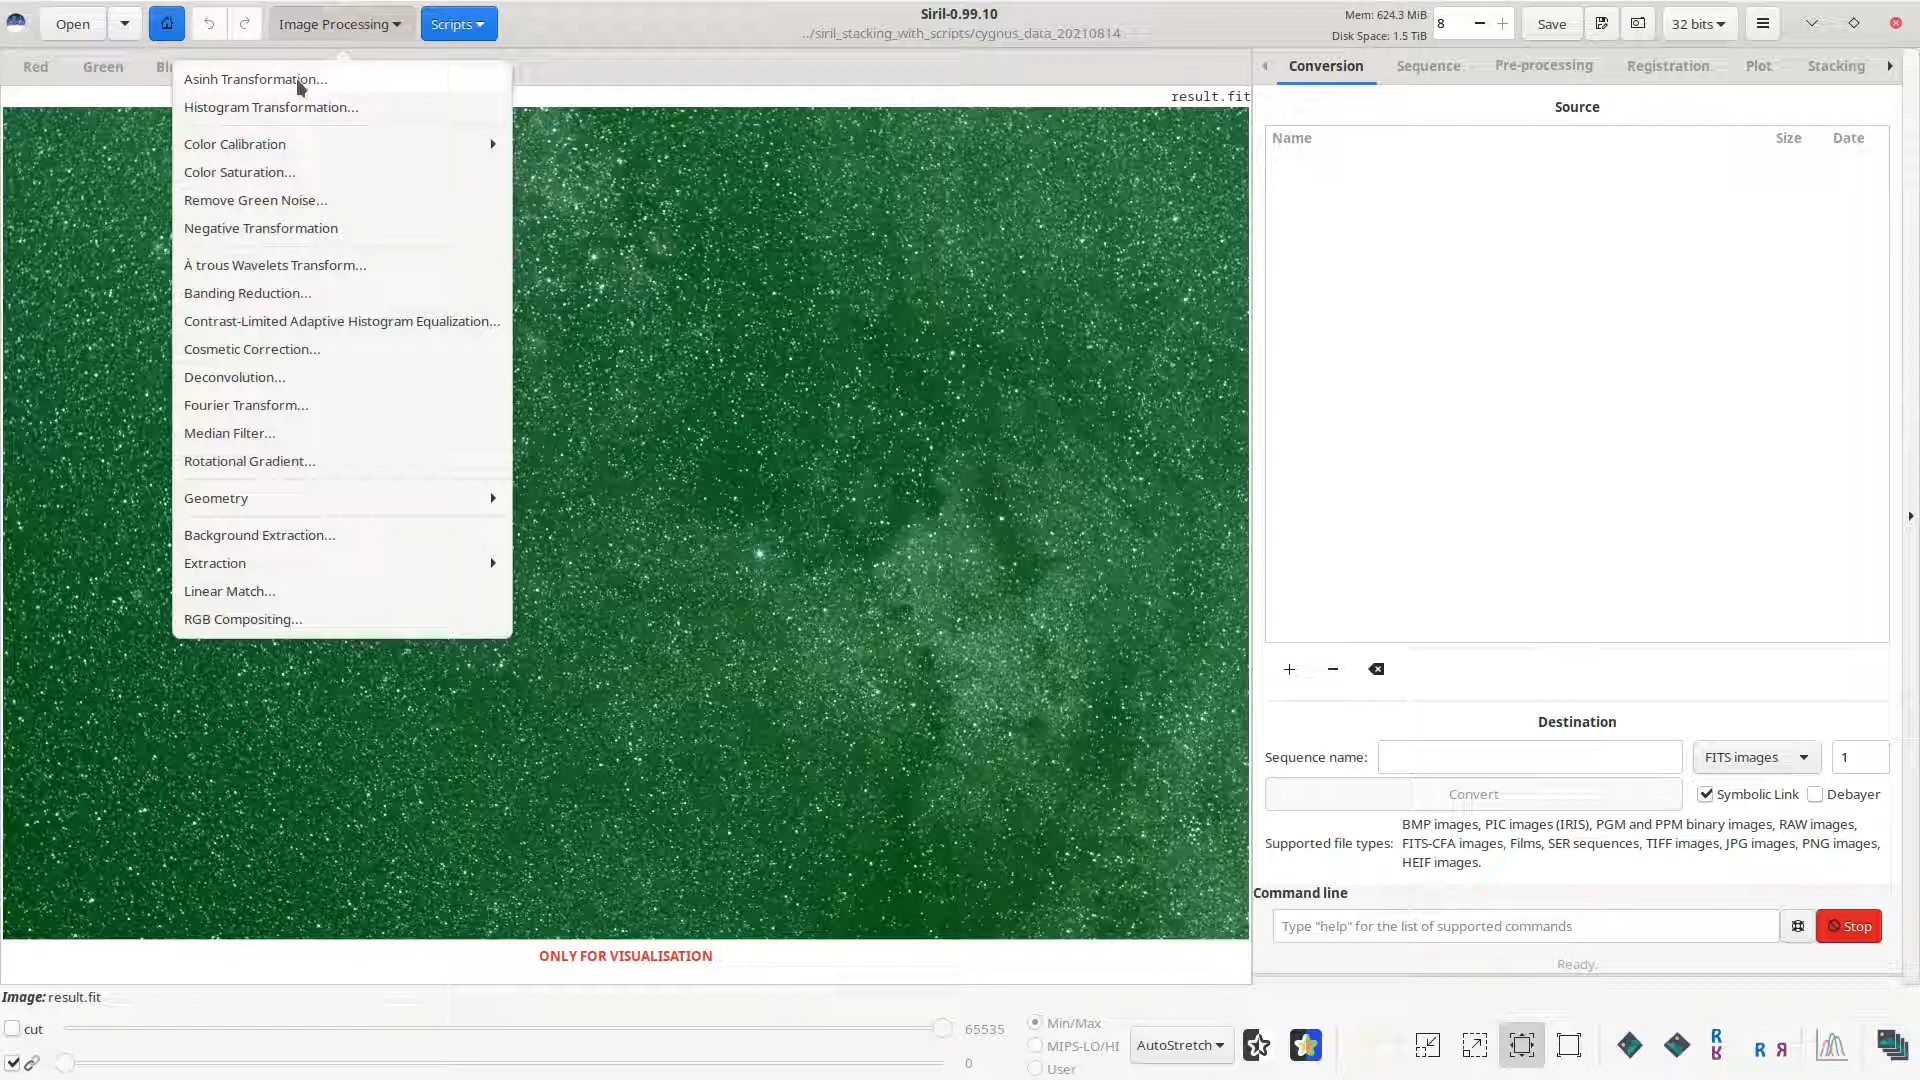 Open
Image Processing
Scripts
Siril-0.99.10
../siril_stacking_with_scripts/cygnus_data_20210814
Mem: 624.3 MiB
Disk Space: 1.5 TiB
8
Save
32 bits
Red
Green
result.fit
Asinh Transformation...
Histogram Transformation...
Color Calibration
Color Saturation...
Remove Green Noise...
Negative Transformation
À trous Wavelets Transform...
Banding Reduction...
Contrast-Limited Adaptive Histogram Equalization...
Cosmetic Correction...
Deconvolution...
Fourier Transform...
Median Filter...
Rotational Gradient...
Geometry
Background Extraction...
Extraction
Linear Match...
RGB Compositing...
ONLY FOR VISUALISATION
Conversion
Sequence
Pre-processing
Registration
Plot
Stacking
Source
Name
Size
Date
Destination
Sequence name:
FITS images
1
Convert
Symbolic Link
Debayer
Supported file types:
BMP images, PIC images (IRIS), PGM and PPM binary images, RAW images,
FITS-CFA images, Films, SER sequences, TIFF images, JPG images, PNG images,
HEIF images.
Command line
Type "help" for the list of supported commands
Stop
Ready.
Image: result.fit
cut
65535
0
Min/Max
MIPS-LO/HI
User
AutoStretch